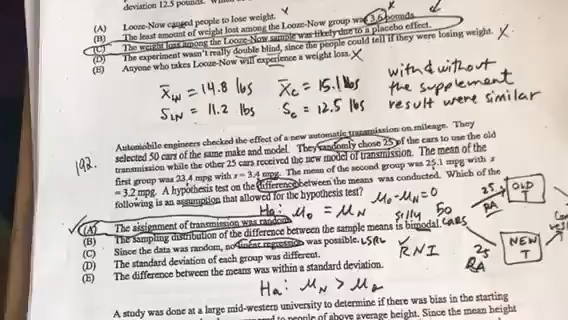 deviation 12.5 pounds.
(A) Looze-Now caused people to lose weight. X
(B) The least amount of weight lost among the Looze-Now group was 3.6 pounds
(C) The weight loss among the Looze-Now sample was likely due to a placebo effect.
(D) The experiment wasn't really double blind, since the people could tell if they were losing weight. X
(E) Anyone who takes Looze-Now will experience a weight loss. X
X̄W = 14.8 lbs X̄C = 15.1 lbs
SLN = 11.2 lbs SC = 12.5 lbs
with & without
the supplement
result were similar
192. Automobile engineers checked the effect of a new automatic transmission on mileage. They
selected 50 cars of the same make and model. They randomly chose 25 of the cars to use the old
transmission while the other 25 cars received the new model of transmission. The mean of the
first group was 23.4 mpg with s = 3.4 mpg. The mean of the second group was 25.1 mpg with s
= 3.2 mpg. A hypothesis test on the difference between the means was conducted. Which of the
following is an assumption that allowed for the hypothesis test?
Ha: μO = μN μO-μN=0
(A) The assignment of transmission was random.
(B) The sampling distribution of the difference between the sample means is bimodal.
(C) Since the data was random, no linear regression was possible. LSRL
(D) The standard deviation of each group was different.
(E) The difference between the means was within a standard deviation.
silly
50
CARS
25
RA
OLD
T
RNI
25
RA
NEW
T
Ha: μN > μO
A study was done at a large mid-western university to determine if there was bias in the starting
people of above average height. Since the mean height